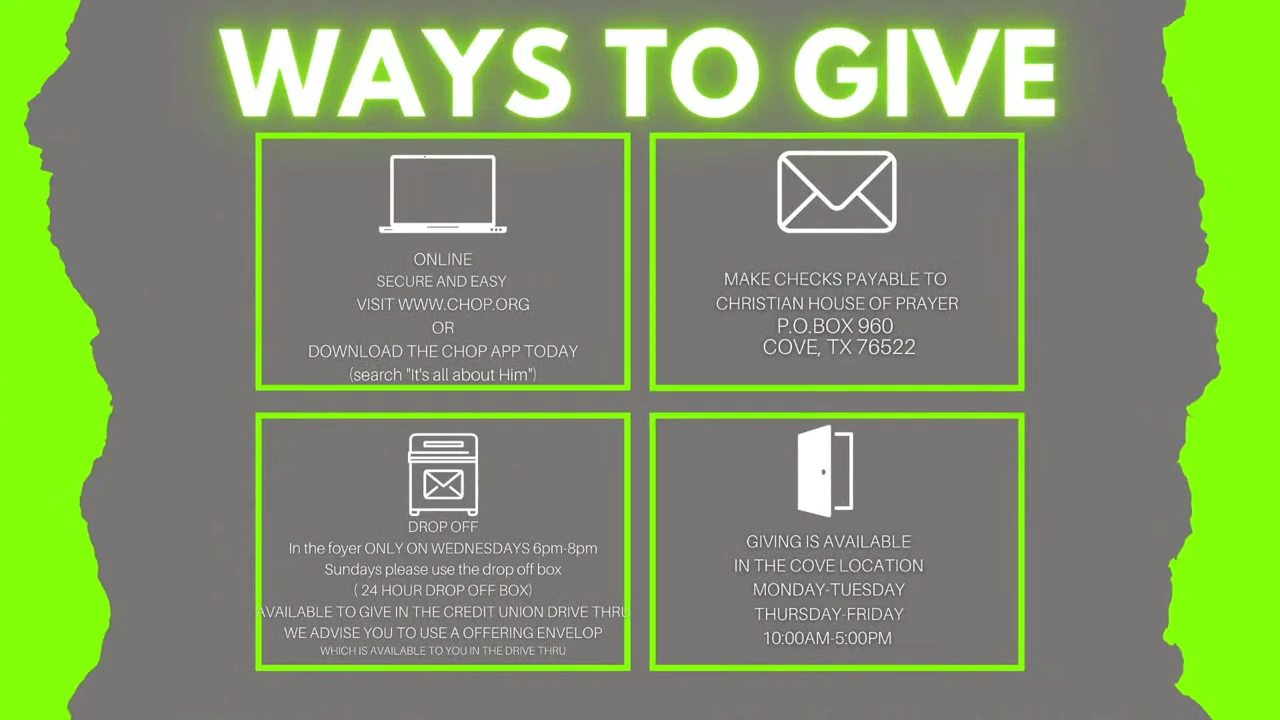 WAYS TO GIVE
ONLINE
SECURE AND EASY
VISIT WWW.CHOP.ORG
OR
DOWNLOAD THE CHOP APP TODAY
(search "It's all about Him")
MAKE CHECKS PAYABLE TO
CHRISTIAN HOUSE OF PRAYER
P.O.BOX 960
COVE, TX 76522
DROP OFF
In the foyer ONLY ON WEDNESDAYS 6pm-8pm
Sundays please use the drop off box
( 24 HOUR DROP OFF BOX)
AVAILABLE TO GIVE IN THE CREDIT UNION DRIVE THRU
WE ADVISE YOU TO USE A OFFERING ENVELOP
WHICH IS AVAILABLE TO YOU IN THE DRIVE THRU
GIVING IS AVAILABLE
IN THE COVE LOCATION
MONDAY-TUESDAY
THURSDAY-FRIDAY
10:00AM-5:00PM